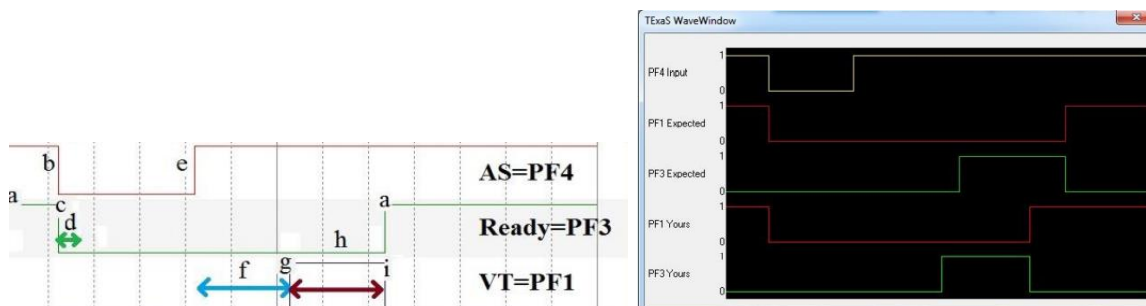 b
e
AS=PF4
a
c
a
d
Ready=PF3
h
f
g
i
VT=PF1
TExaS WaveWindow
x
PF4 Input
1
0
PF1 Expected
1
0
PF3 Expected
1
0
PF1 Yours
1
0
PF3 Yours
1
0